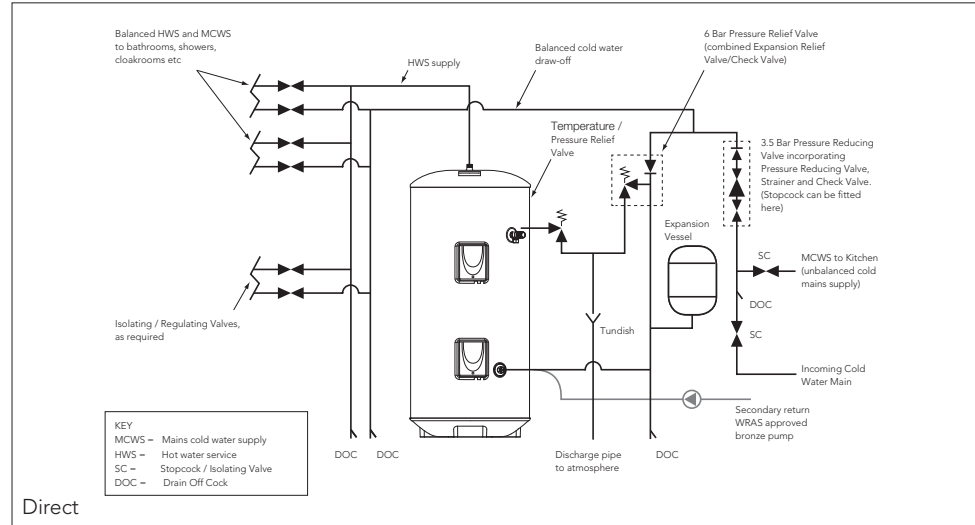 Balanced HWS and MCWS
to bathrooms, showers,
cloakrooms etc
HWS supply
Balanced cold water
draw-off
6 Bar Pressure Relief Valve
(combined Expansion Relief
Valve/Check Valve)
Temperature /
Pressure Relief
Valve
3.5 Bar Pressure Reducing
Valve incorporating
Pressure Reducing Valve,
Strainer and Check Valve.
(Stopcock can be fitted
here)
Expansion
Vessel
SC
MCWS to Kitchen
(unbalanced cold
mains supply)
DOC
SC
Isolating / Regulating Valves,
as required
Tundish
Incoming Cold
Water Main
Secondary return
WRAS approved
bronze pump
KEY
MCWS – Mains cold water supply
HWS – Hot water service
SC – Stopcock / Isolating Valve
DOC – Drain Off Cock
DOC
DOC
Discharge pipe
to atmosphere
DOC
Direct